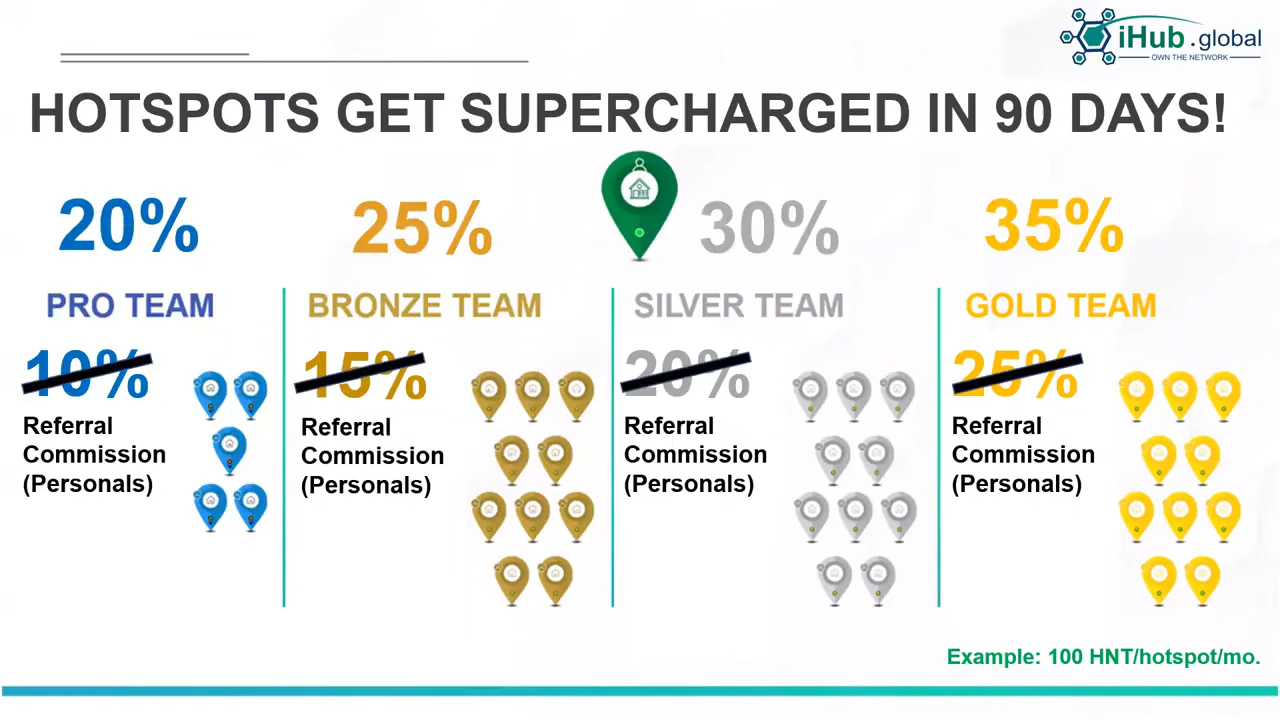 iHub.global
OWN THE NETWORK
HOTSPOTS GET SUPERCHARGED IN 90 DAYS!
20%
25%
30%
35%
PRO TEAM
BRONZE TEAM
SILVER TEAM
GOLD TEAM
10%
15%
20%
25%
Referral
Commission
(Personals)
Referral
Commission
(Personals)
Referral
Commission
(Personals)
Referral
Commission
(Personals)
Example: 100 HNT/hotspot/mo.